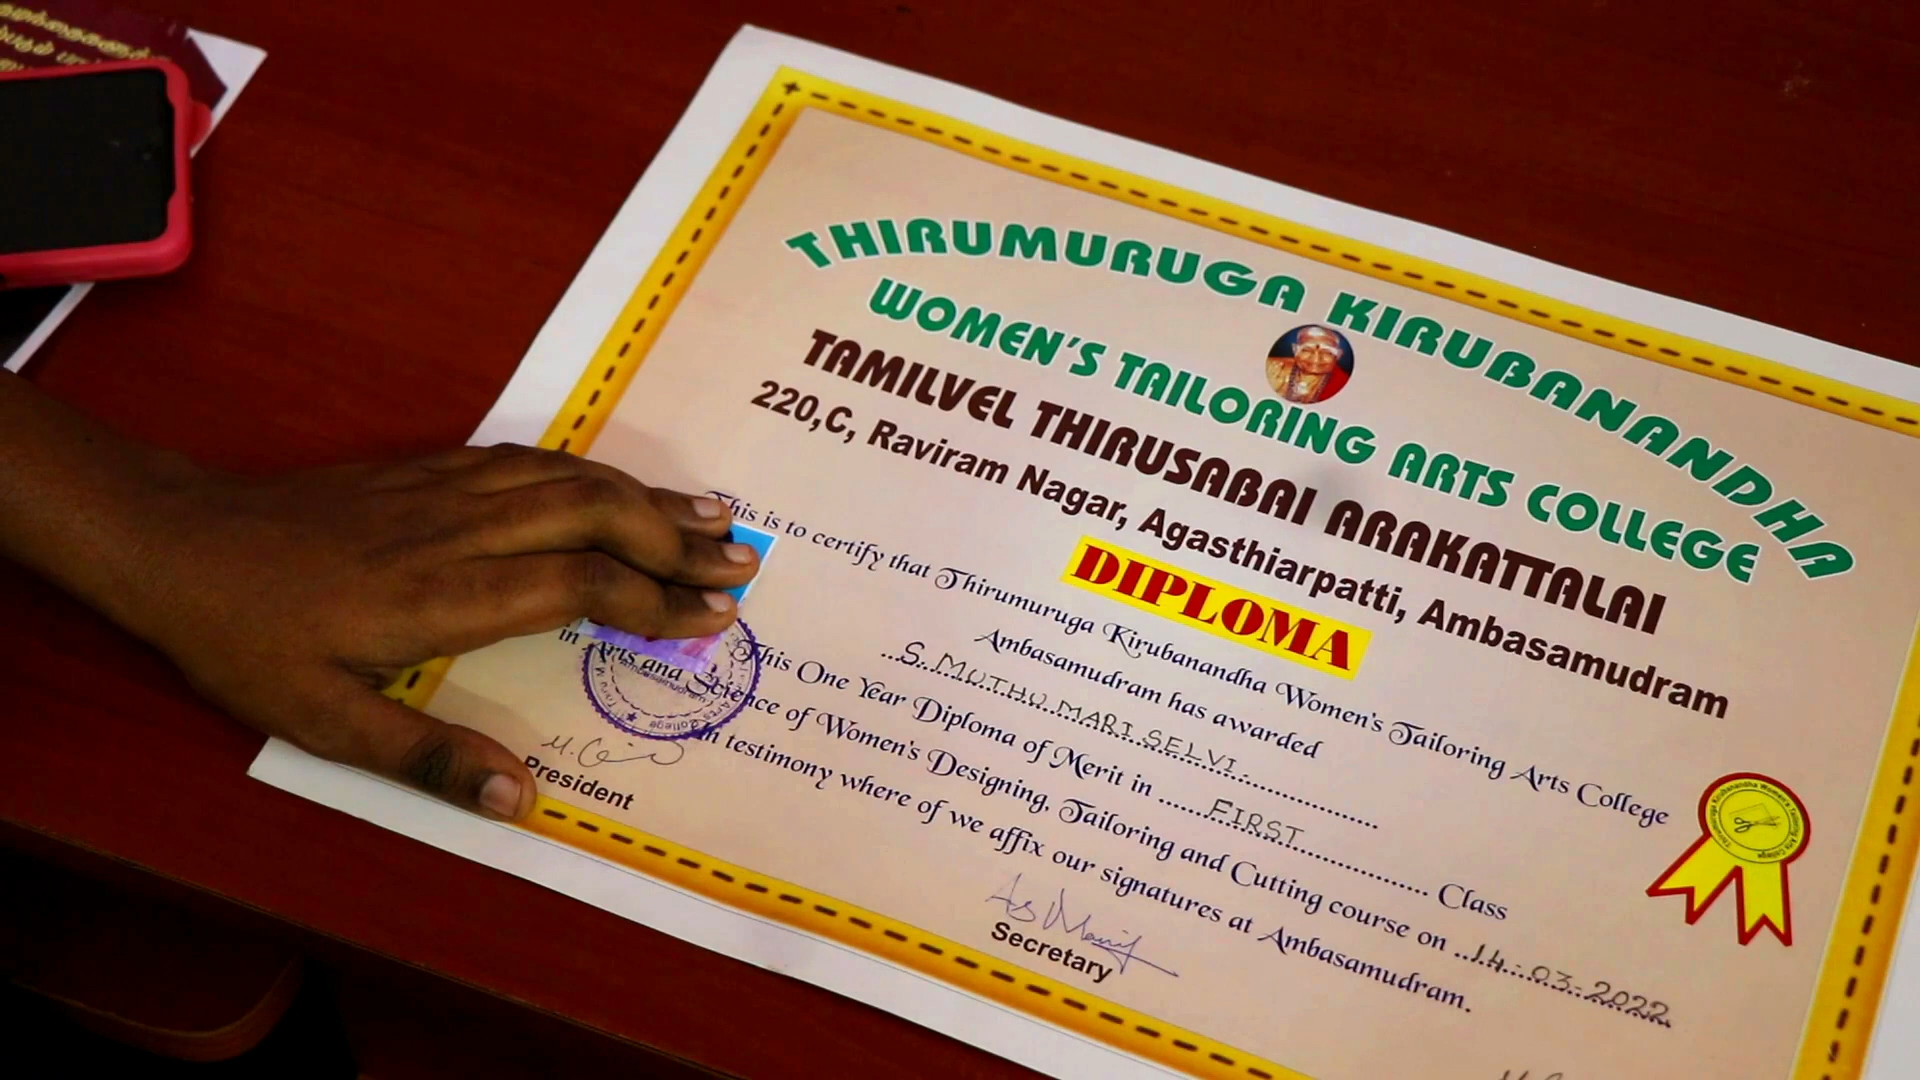 THIRUMURUGA KIRUBANANDHA
WOMEN'S TAILORING ARTS COLLEGE
TAMILVEL THIRUSABAI ARAKATTALAI
220,C, Raviram Nagar, Agasthiarpatti, Ambasamudram
DIPLOMA
This is to certify that Thirumuruga Kirubanandha Women's Tailoring Arts College
Ambasamudram has awarded
S. MUTHU MARI SELVI.
This One Year Diploma of Merit in ...... FIRST ...... Class
in Arts and Science of Women's Designing, Tailoring and Cutting course on ..14-03-2022
In testimony where of we affix our signatures at Ambasamudram.
President
Secretary